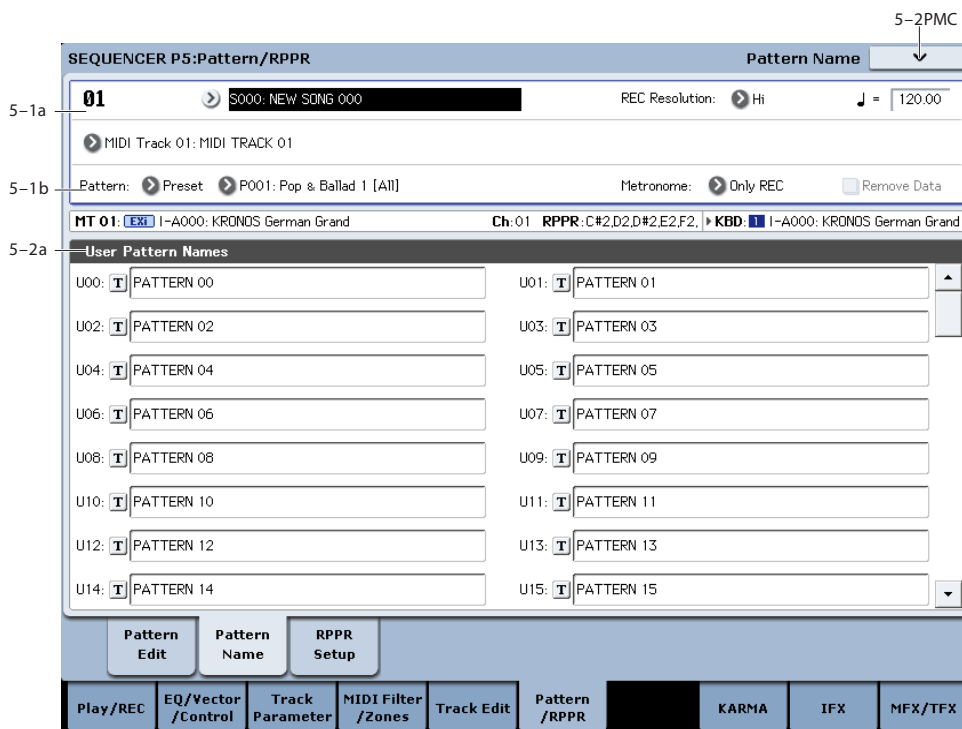 5-2PMC
SEQUENCER P5:Pattern/RPPR Pattern Name
5-1a
01 S000: NEW SONG 000 REC Resolution: Hi ♩ = 120.00
MIDI Track 01: MIDI TRACK 01
5-1b
Pattern: Preset P001: Pop & Ballad 1 [All] Metronome: Only REC Remove Data
MT 01: EXi I-A000: KRONOS German Grand Ch:01 RPPR:C#2,D2,D#2,E2,F2, KBD: 1 I-A000: KRONOS German Grand
5-2a
User Pattern Names
U00: T PATTERN 00 U01: T PATTERN 01
U02: T PATTERN 02 U03: T PATTERN 03
U04: T PATTERN 04 U05: T PATTERN 05
U06: T PATTERN 06 U07: T PATTERN 07
U08: T PATTERN 08 U09: T PATTERN 09
U10: T PATTERN 10 U11: T PATTERN 11
U12: T PATTERN 12 U13: T PATTERN 13
U14: T PATTERN 14 U15: T PATTERN 15
Pattern Edit
Pattern Name
RPPR Setup
Play/REC
EQ/Vector /Control
Track Parameter
MIDI Filter /Zones
Track Edit
Pattern /RPPR
KARMA
IFX
MFX/TFX